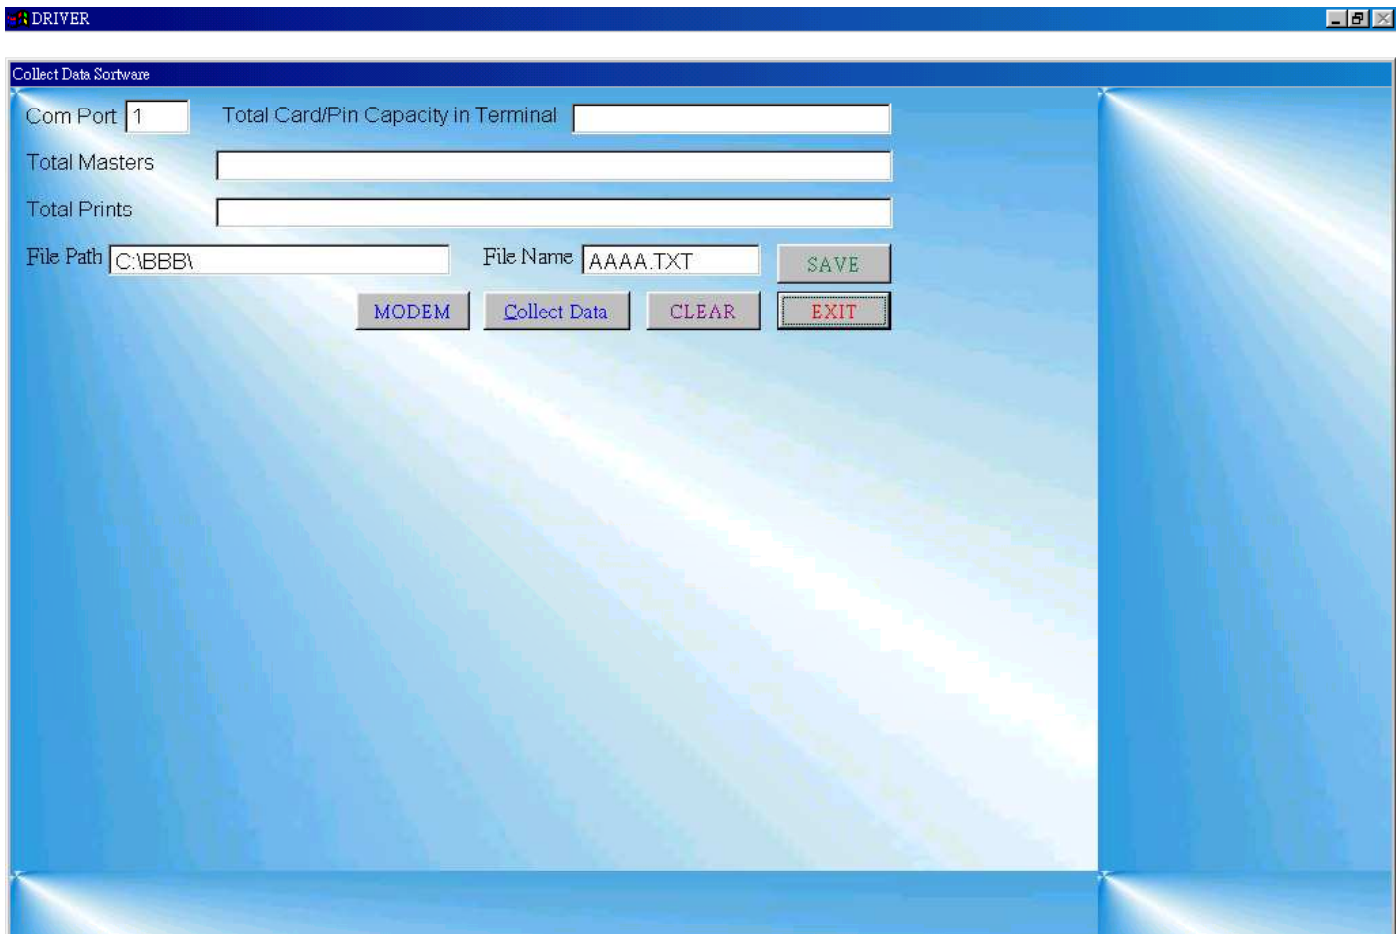 DRIVER
Collect Data Sortware
Com Port 1 Total Card/Pin Capacity in Terminal
Total Masters
Total Prints
File Path C:\BBB\ File Name AAAA.TXT SAVE
MODEM Collect Data CLEAR EXIT